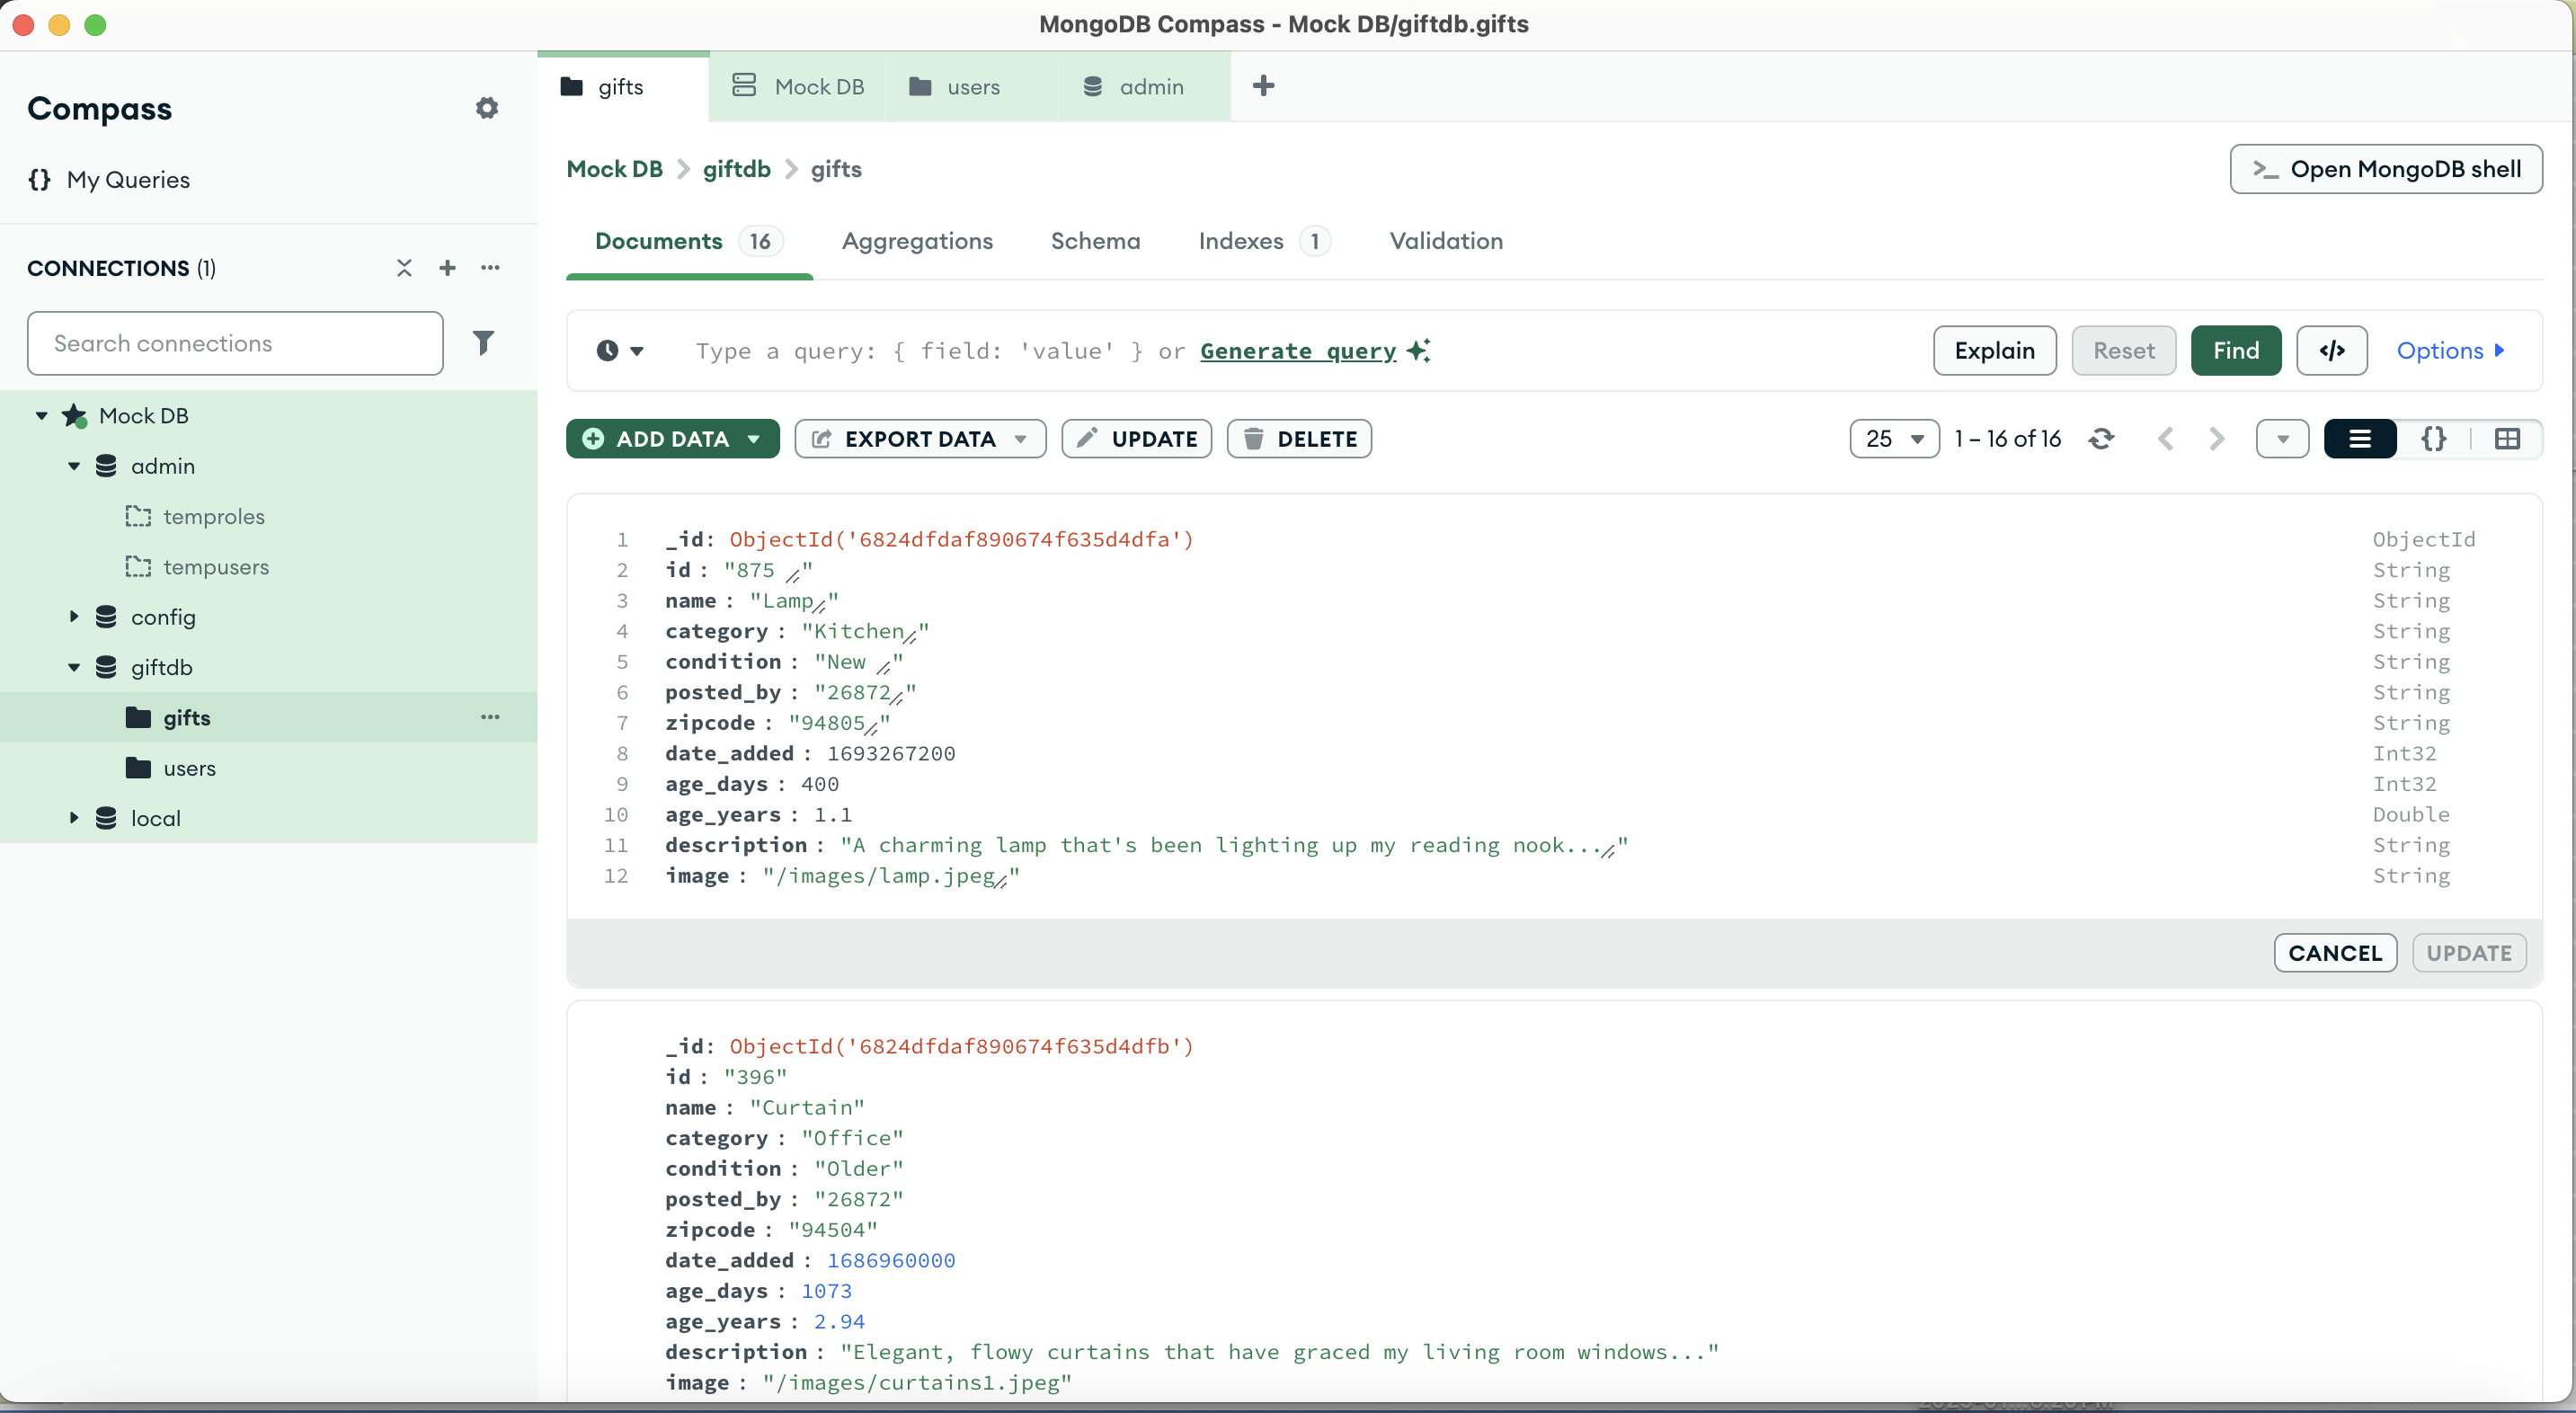 MongoDB Compass - Mock DB/giftdb.gifts
Compass
{} My Queries
CONNECTIONS (1)
Search connections
Mock DB
admin
temproles
tempusers
config
giftdb
gifts
users
local
gifts
Mock DB
users
admin
Mock DB > giftdb > gifts
>_ Open MongoDB shell
Documents 16 Aggregations Schema Indexes 1 Validation
Type a query: { field: 'value' } or Generate query
Explain Reset Find </> Options
ADD DATA EXPORT DATA UPDATE DELETE
25 1 – 16 of 16 {}
1 _id: ObjectId('6824dfdaf890674f635d4dfa') ObjectId
2 id : "875 " String
3 name : "Lamp" String
4 category : "Kitchen" String
5 condition : "New " String
6 posted_by : "26872" String
7 zipcode : "94805" String
8 date_added : 1693267200 Int32
9 age_days : 400 Int32
10 age_years : 1.1 Double
11 description : "A charming lamp that's been lighting up my reading nook..." String
12 image : "/images/lamp.jpeg" String
CANCEL UPDATE
_id: ObjectId('6824dfdaf890674f635d4dfb')
id : "396"
name : "Curtain"
category : "Office"
condition : "Older"
posted_by : "26872"
zipcode : "94504"
date_added : 1686960000
age_days : 1073
age_years : 2.94
description : "Elegant, flowy curtains that have graced my living room windows..."
image : "/images/curtains1.jpeg"